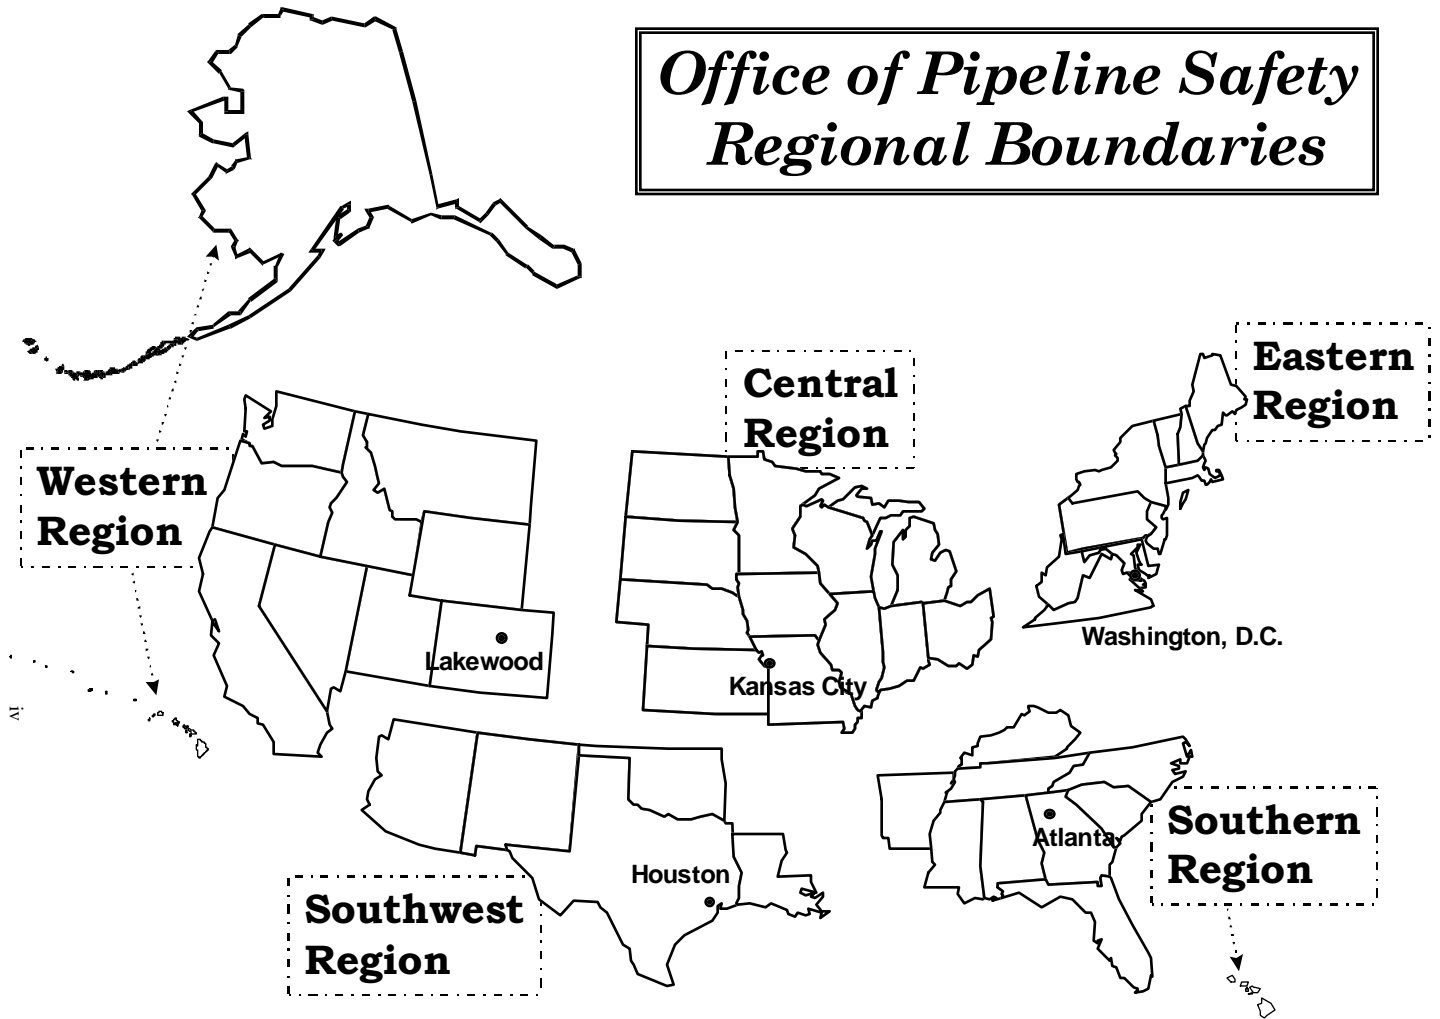 Office of Pipeline Safety
Regional Boundaries
Eastern
Region
Central
Region
Western
Region
Washington, D.C.
Lakewood
Kansas City
iv
Southern
Region
Atlanta
Houston
Southwest
Region